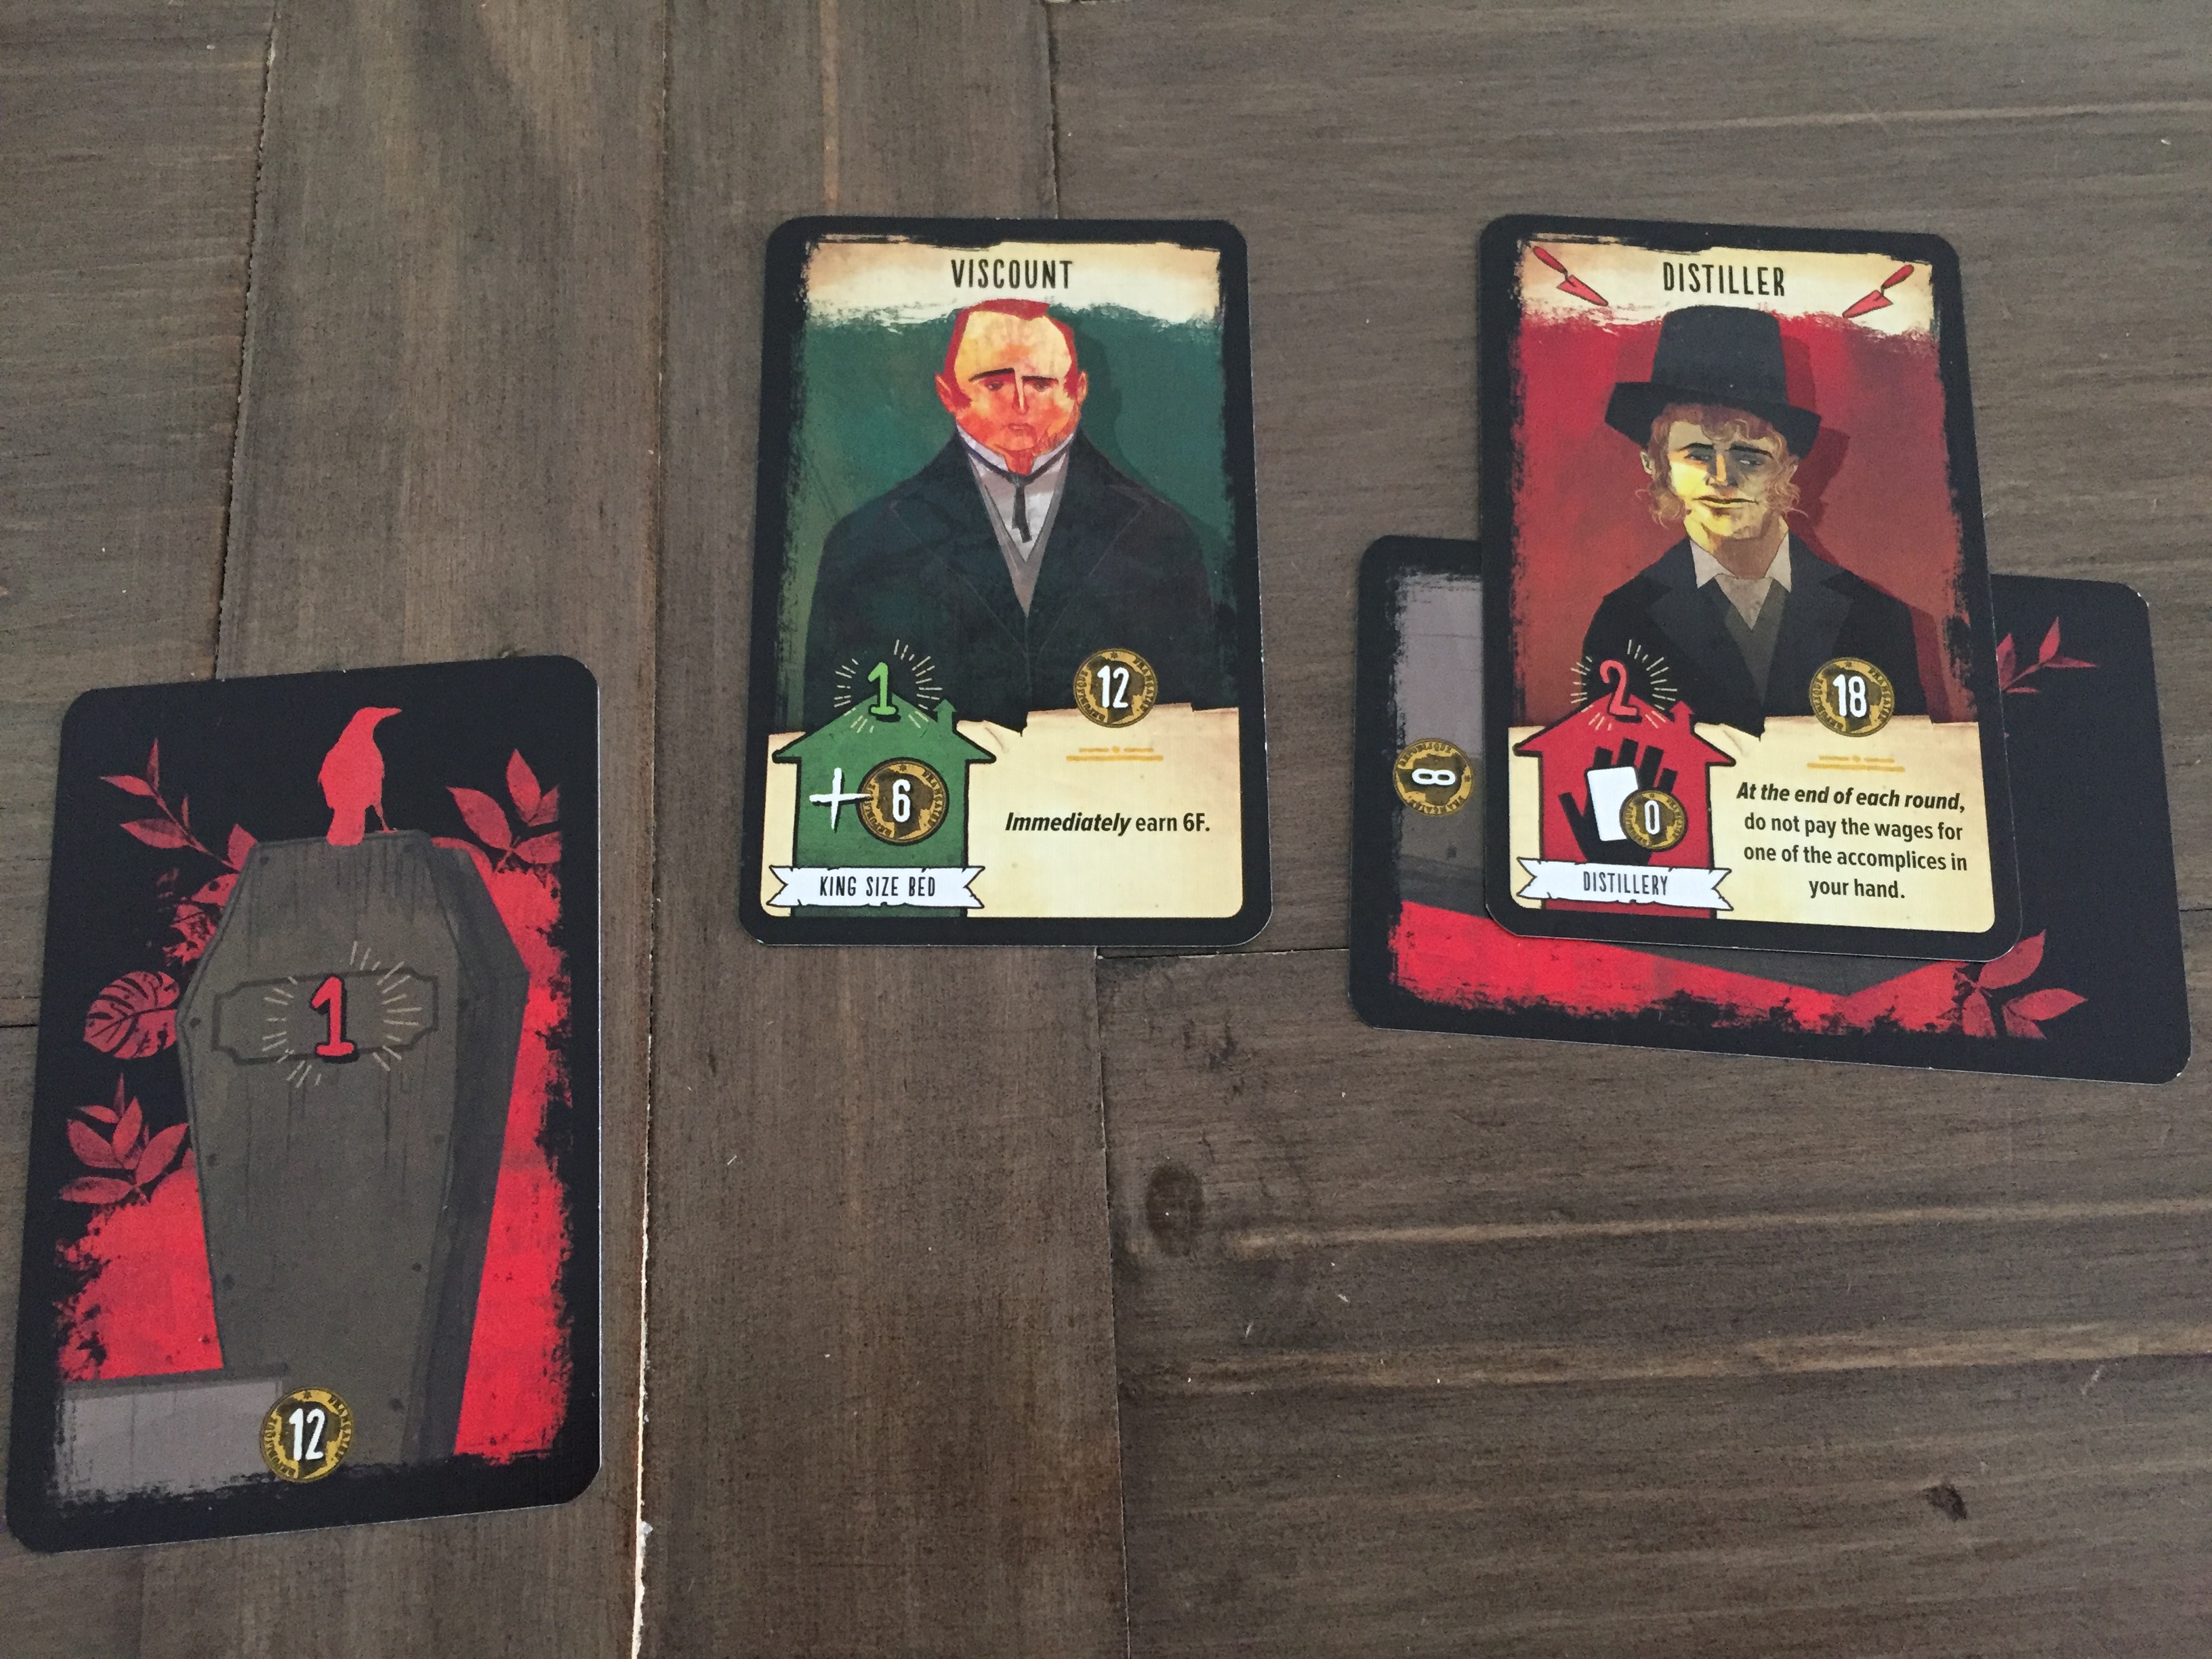 VISCOUNT
1
12
+ 6
Immediately earn 6F.
KING SIZE BED
DISTILLER
2
18
0
At the end of each round,
do not pay the wages for
one of the accomplices in
your hand.
DISTILLERY
8
1
12